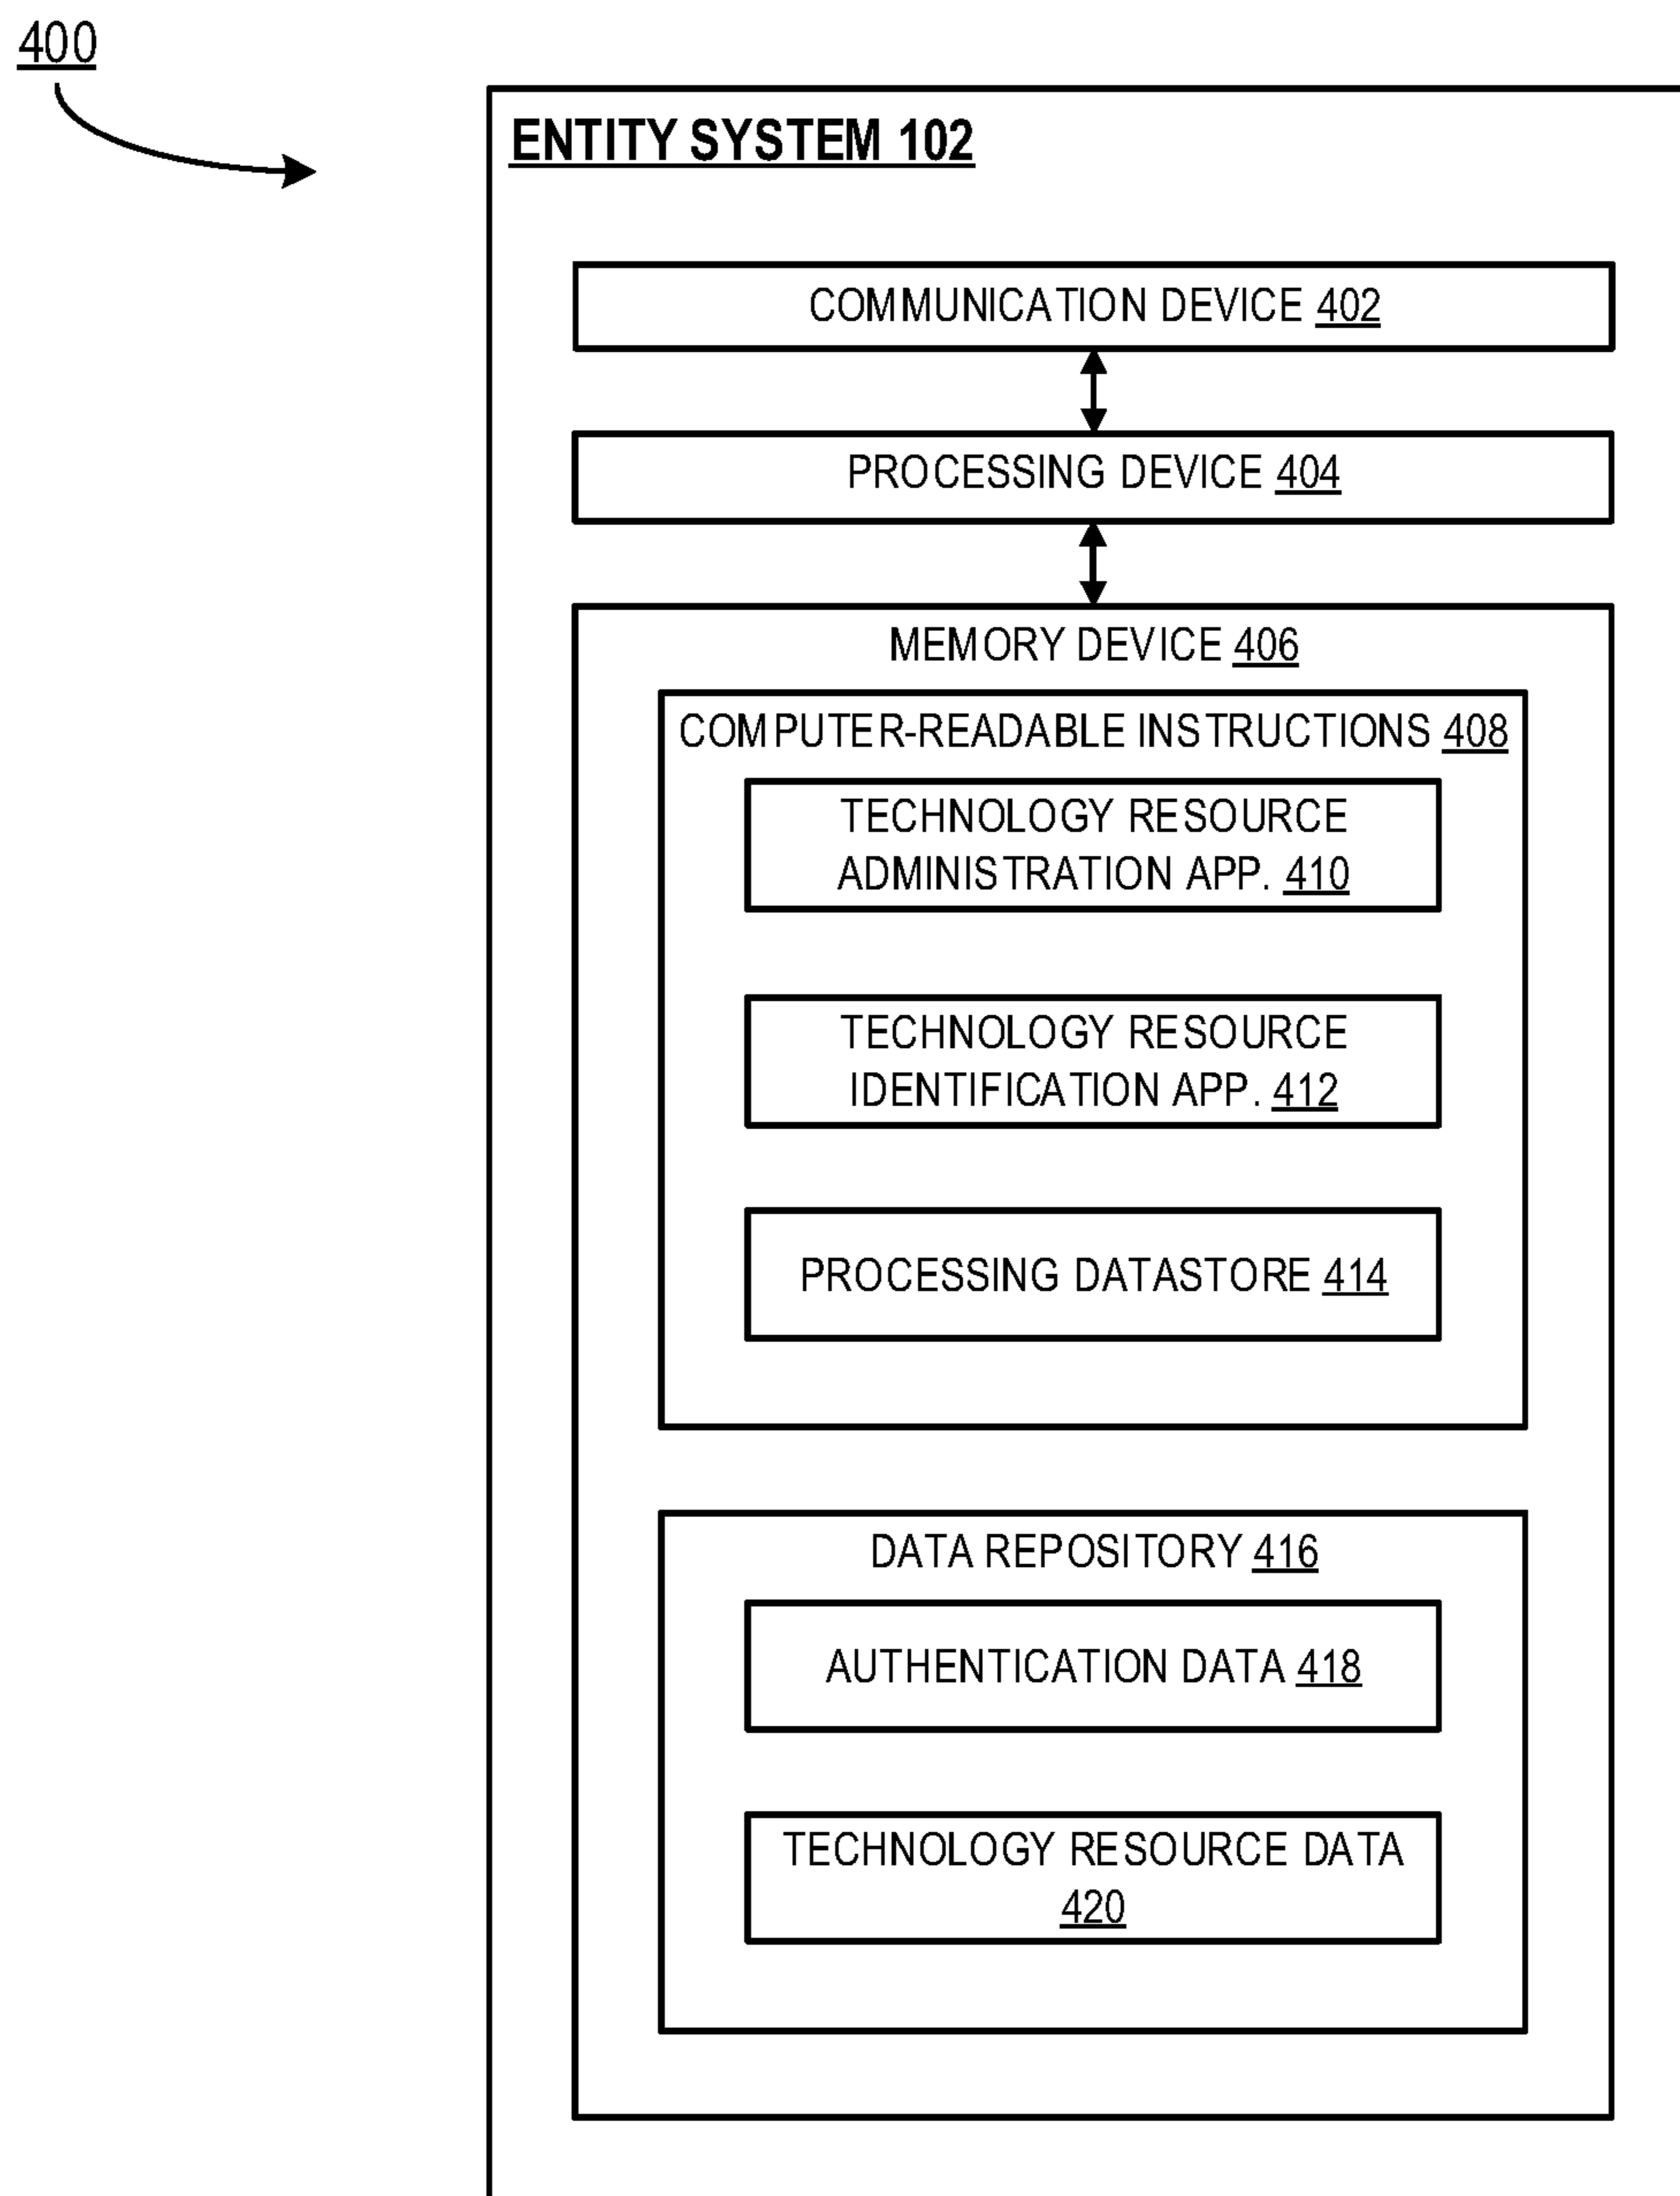 400
ENTITY SYSTEM 102
COMMUNICATION DEVICE 402
PROCESSING DEVICE 404
MEMORY DEVICE 406
COMPUTER-READABLE INSTRUCTIONS 408
TECHNOLOGY RESOURCE
ADMINISTRATION APP. 410
TECHNOLOGY RESOURCE
IDENTIFICATION APP. 412
PROCESSING DATASTORE 414
DATA REPOSITORY 416
AUTHENTICATION DATA 418
TECHNOLOGY RESOURCE DATA
420